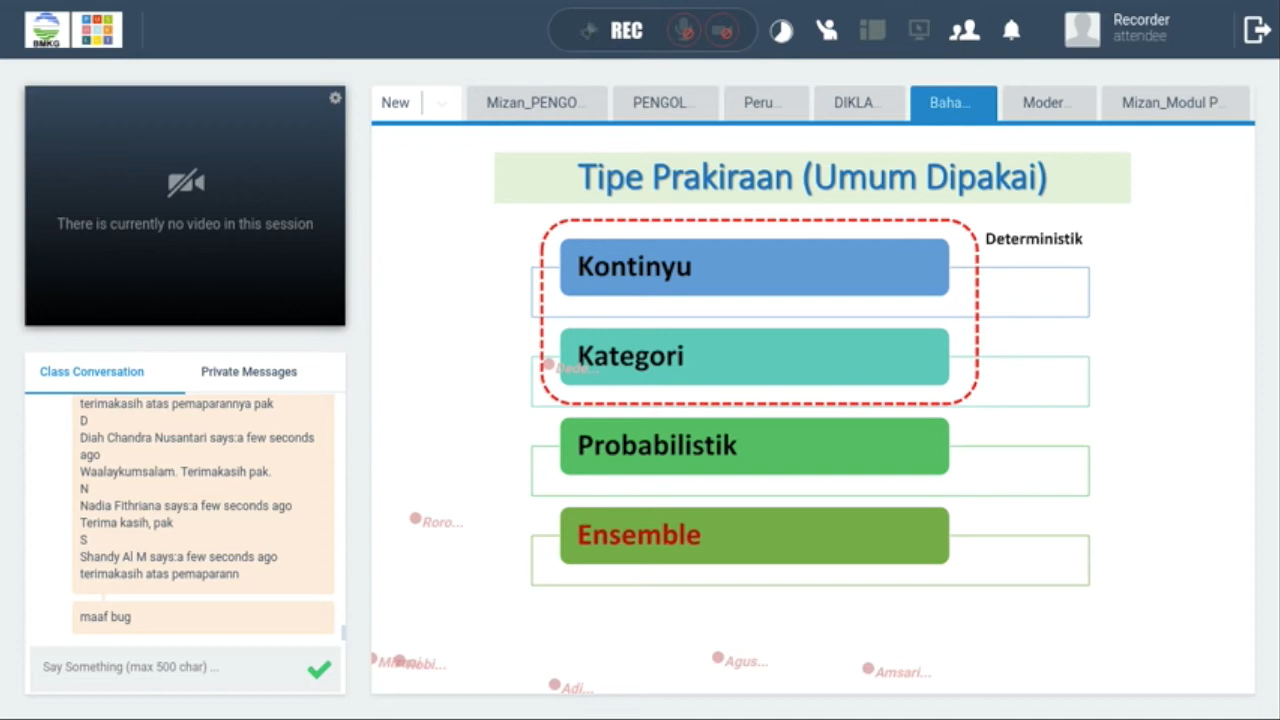 BMKG
REC
Recorder
attendee
There is currently no video in this session
Class Conversation
Private Messages
terimakasih atas pemaparannya pak
D
Diah Chandra Nusantari says:a few seconds
ago
Waalaykumsalam. Terimakasih pak.
N
Nadia Fithriana says:a few seconds ago
Terima kasih, pak
S
Shandy Al M says:a few seconds ago
terimakasih atas pemaparann
maaf bug
Say Something (max 500 char) ...
New
Mizan_PENGO...
PENGOL...
Peru...
DIKLA...
Baha...
Moder...
Mizan_Modul P...
Tipe Prakiraan (Umum Dipakai)
Deterministik
Kontinyu
Kategori
Dede...
Probabilistik
Roro...
Ensemble
Robi...
Agus...
Amsari...
Adi...